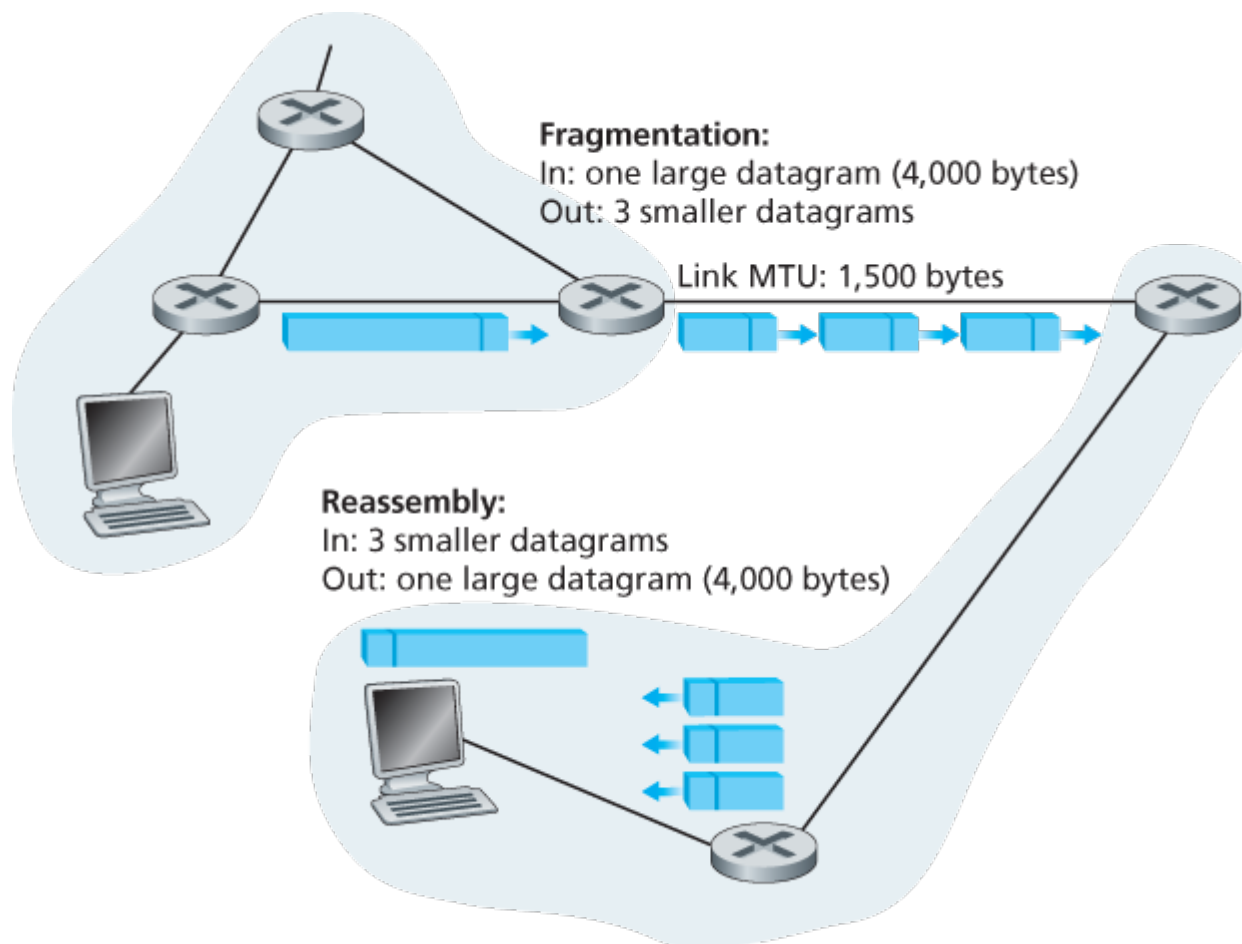 Fragmentation:
In: one large datagram (4,000 bytes)
Out: 3 smaller datagrams
Link MTU: 1,500 bytes
Reassembly:
In: 3 smaller datagrams
Out: one large datagram (4,000 bytes)